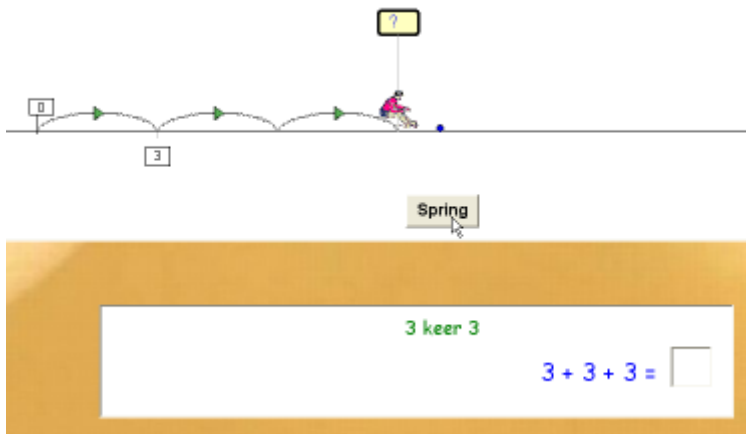 ?
0
3
Spring
3 keer 3
3 + 3 + 3 =